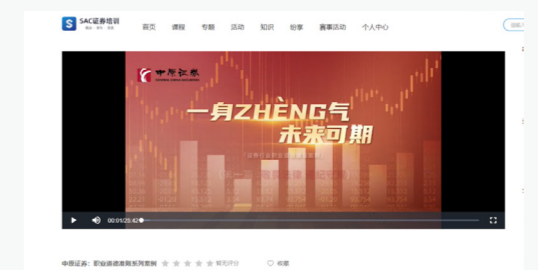 SAC证券培训
首页 课程 专题 活动 知识 纷享 赛事活动 个人中心
中原证券
一身ZHÈNG气
未来可期
00:01/25:42
中原证券：职业道德准则系列案例 暂无评分 收藏